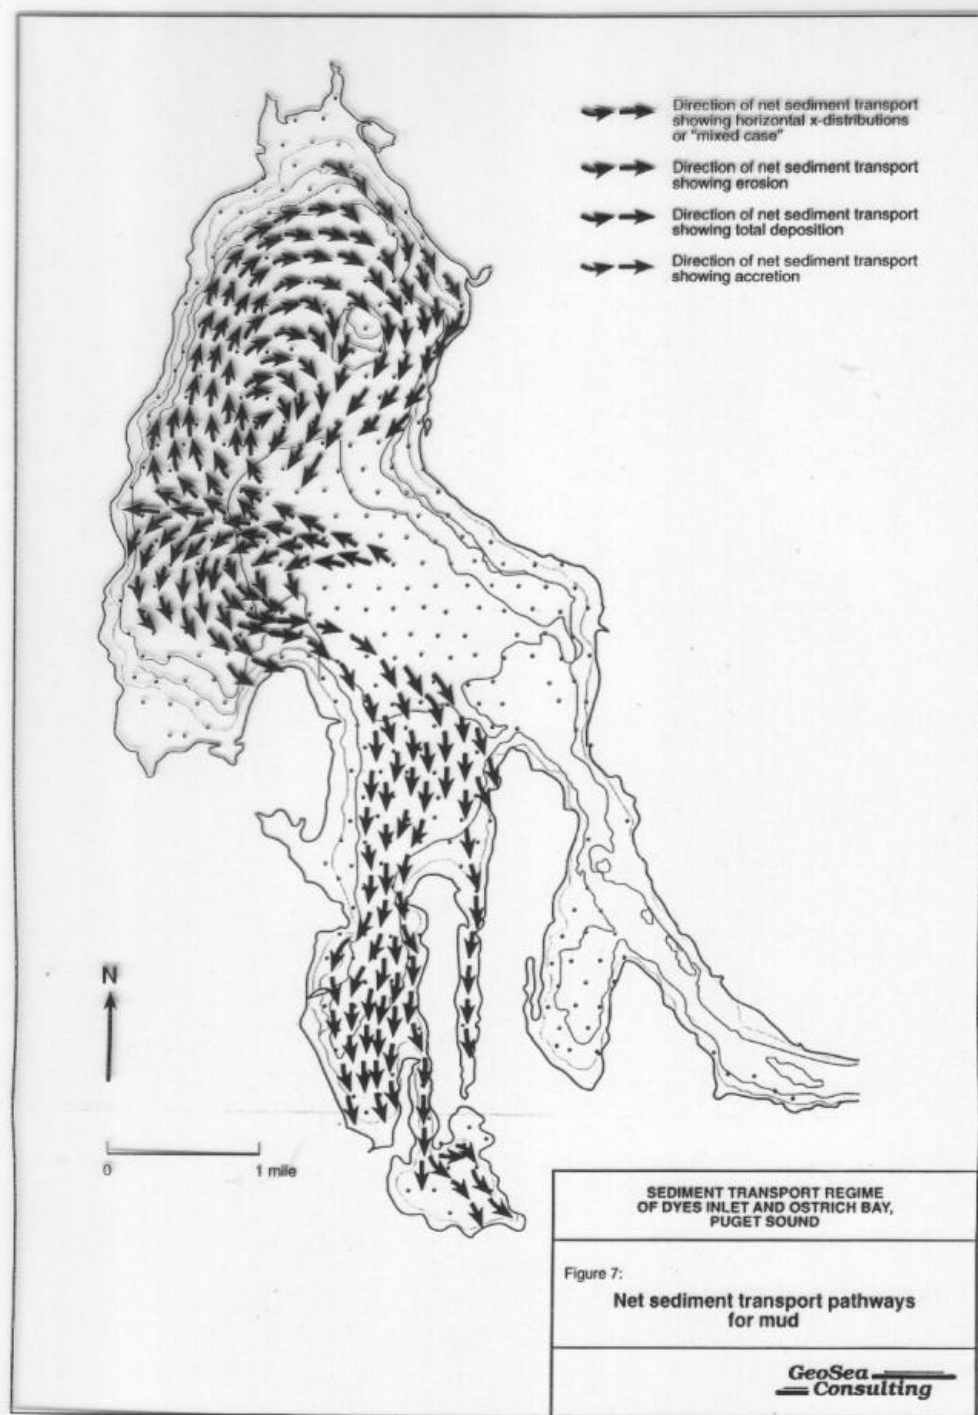 Direction of net sediment transport
showing horizontal x-distributions
or "mixed case"
Direction of net sediment transport
showing erosion
Direction of net sediment transport
showing total deposition
Direction of net sediment transport
showing accretion
N
0 1 mile
SEDIMENT TRANSPORT REGIME
OF DYES INLET AND OSTRICH BAY,
PUGET SOUND
Figure 7:
Net sediment transport pathways
for mud
GeoSea
Consulting